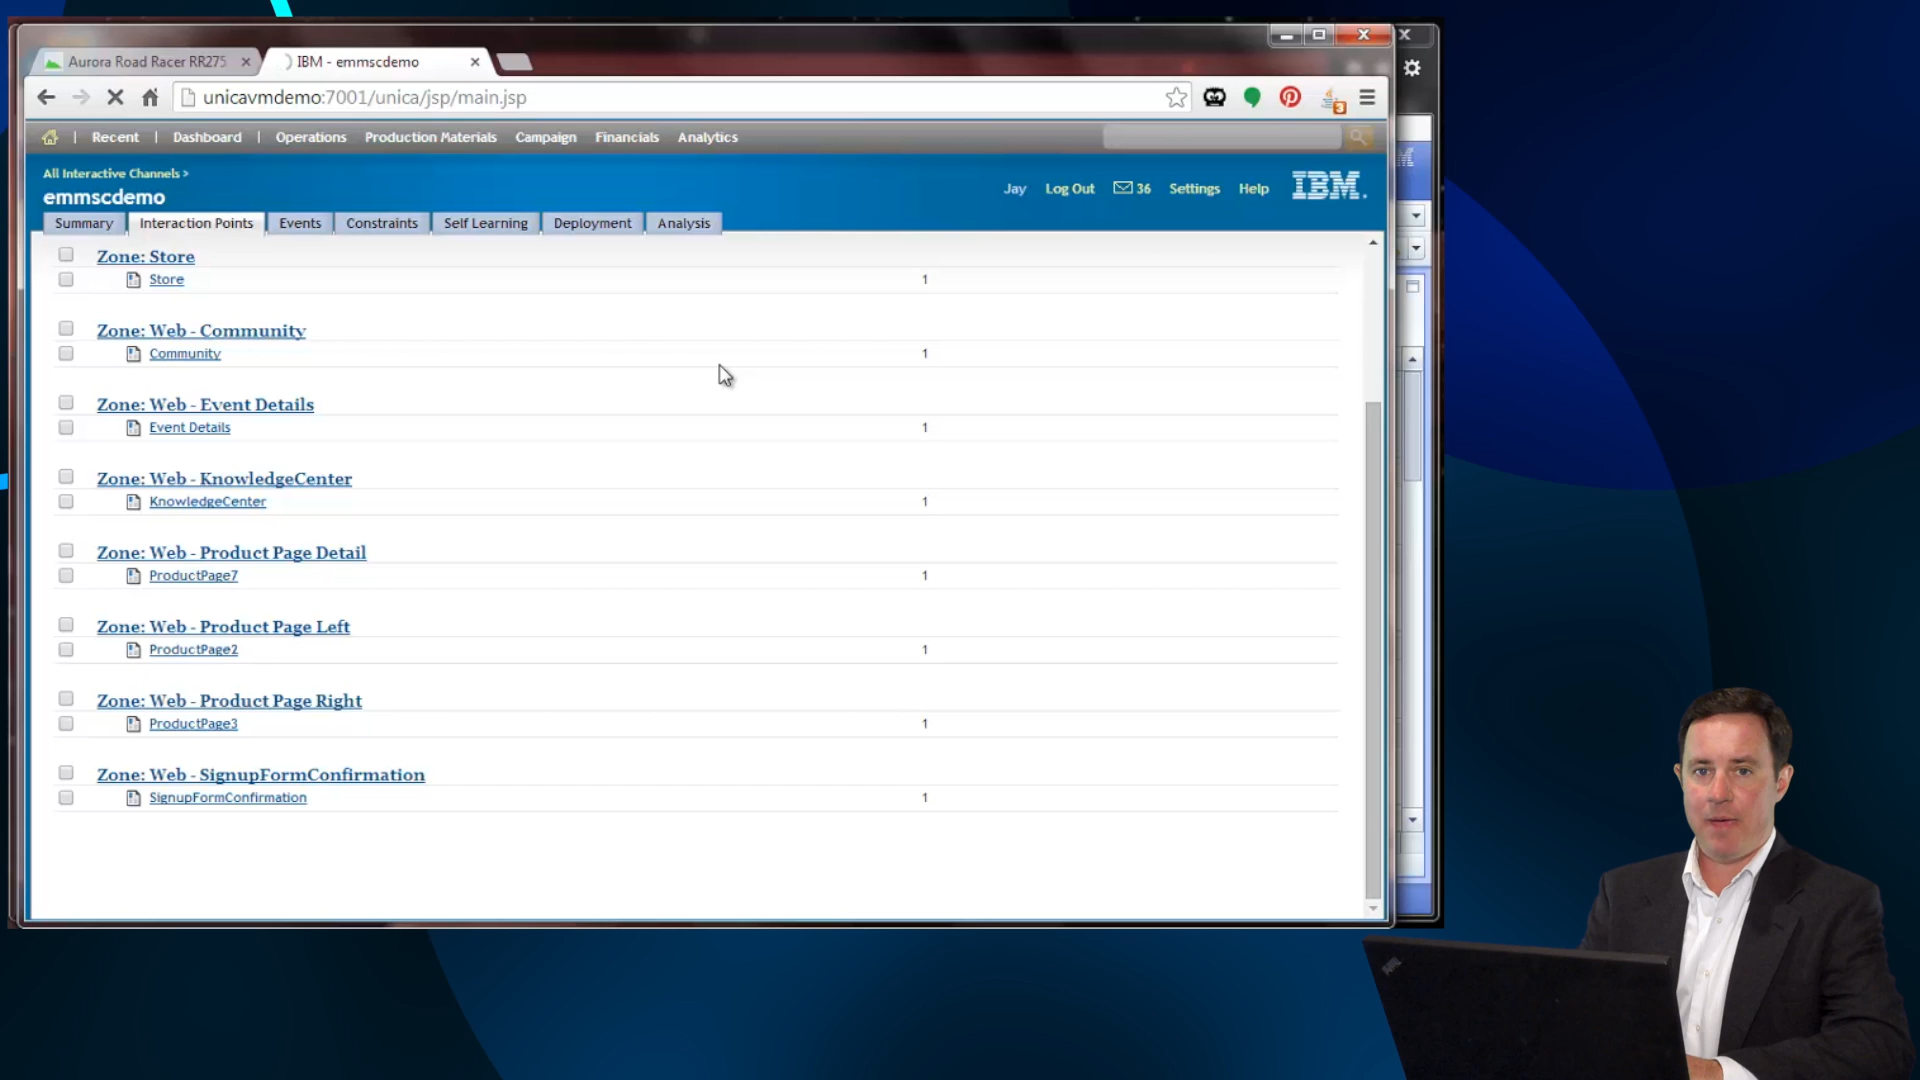 Aurora Road Racer RR275
IBM - emmscdemo
unicavmdemo:7001/unica/jsp/main.jsp
3
Recent | Dashboard | Operations Production Materials Campaign Financials Analytics
All Interactive Channels >
emmscdemo
Jay Log Out 36 Settings Help IBM.
Summary Interaction Points Events Constraints Self Learning Deployment Analysis
Zone: Store
Store 1
Zone: Web - Community
Community 1
Zone: Web - Event Details
Event Details 1
Zone: Web - KnowledgeCenter
KnowledgeCenter 1
Zone: Web - Product Page Detail
ProductPage7 1
Zone: Web - Product Page Left
ProductPage2 1
Zone: Web - Product Page Right
ProductPage3 1
Zone: Web - SignupFormConfirmation
SignupFormConfirmation 1